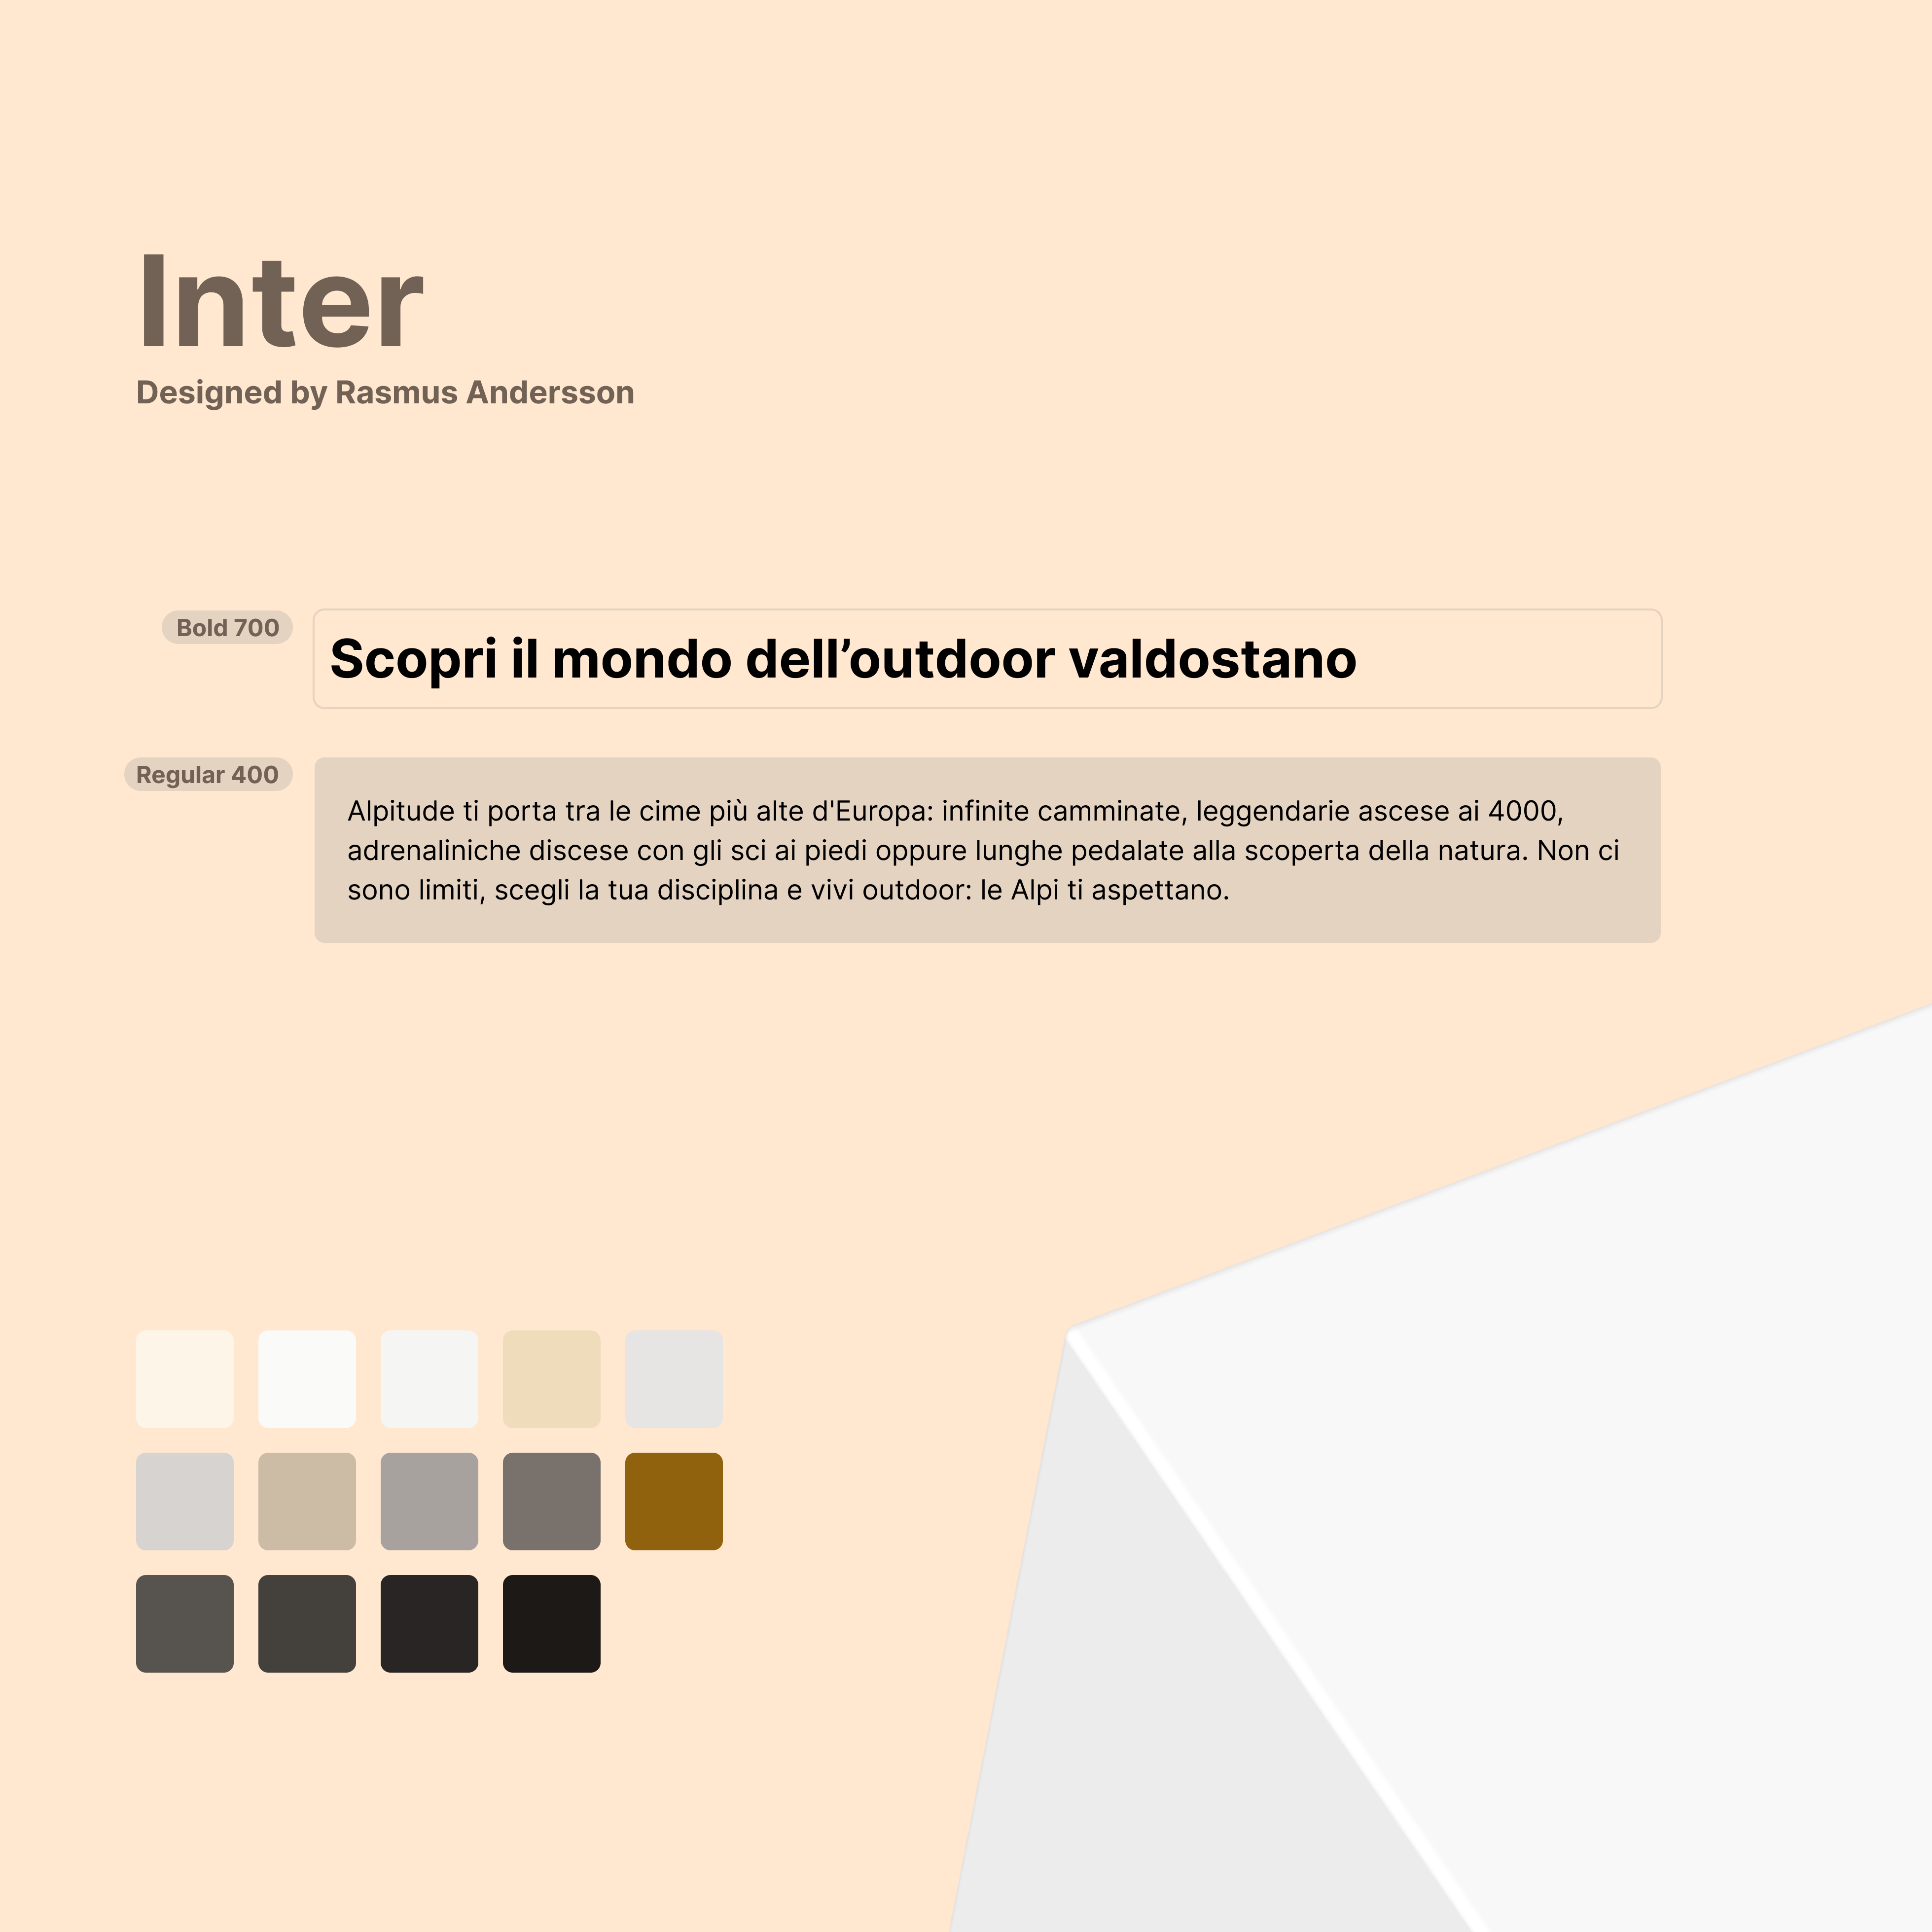 Inter
Designed by Rasmus Andersson
Bold 700
Scopri il mondo dell’outdoor valdostano
Regular 400
Alpitude ti porta tra le cime più alte d'Europa: infinite camminate, leggendarie ascese ai 4000,
adrenaliniche discese con gli sci ai piedi oppure lunghe pedalate alla scoperta della natura. Non ci
sono limiti, scegli la tua disciplina e vivi outdoor: le Alpi ti aspettano.